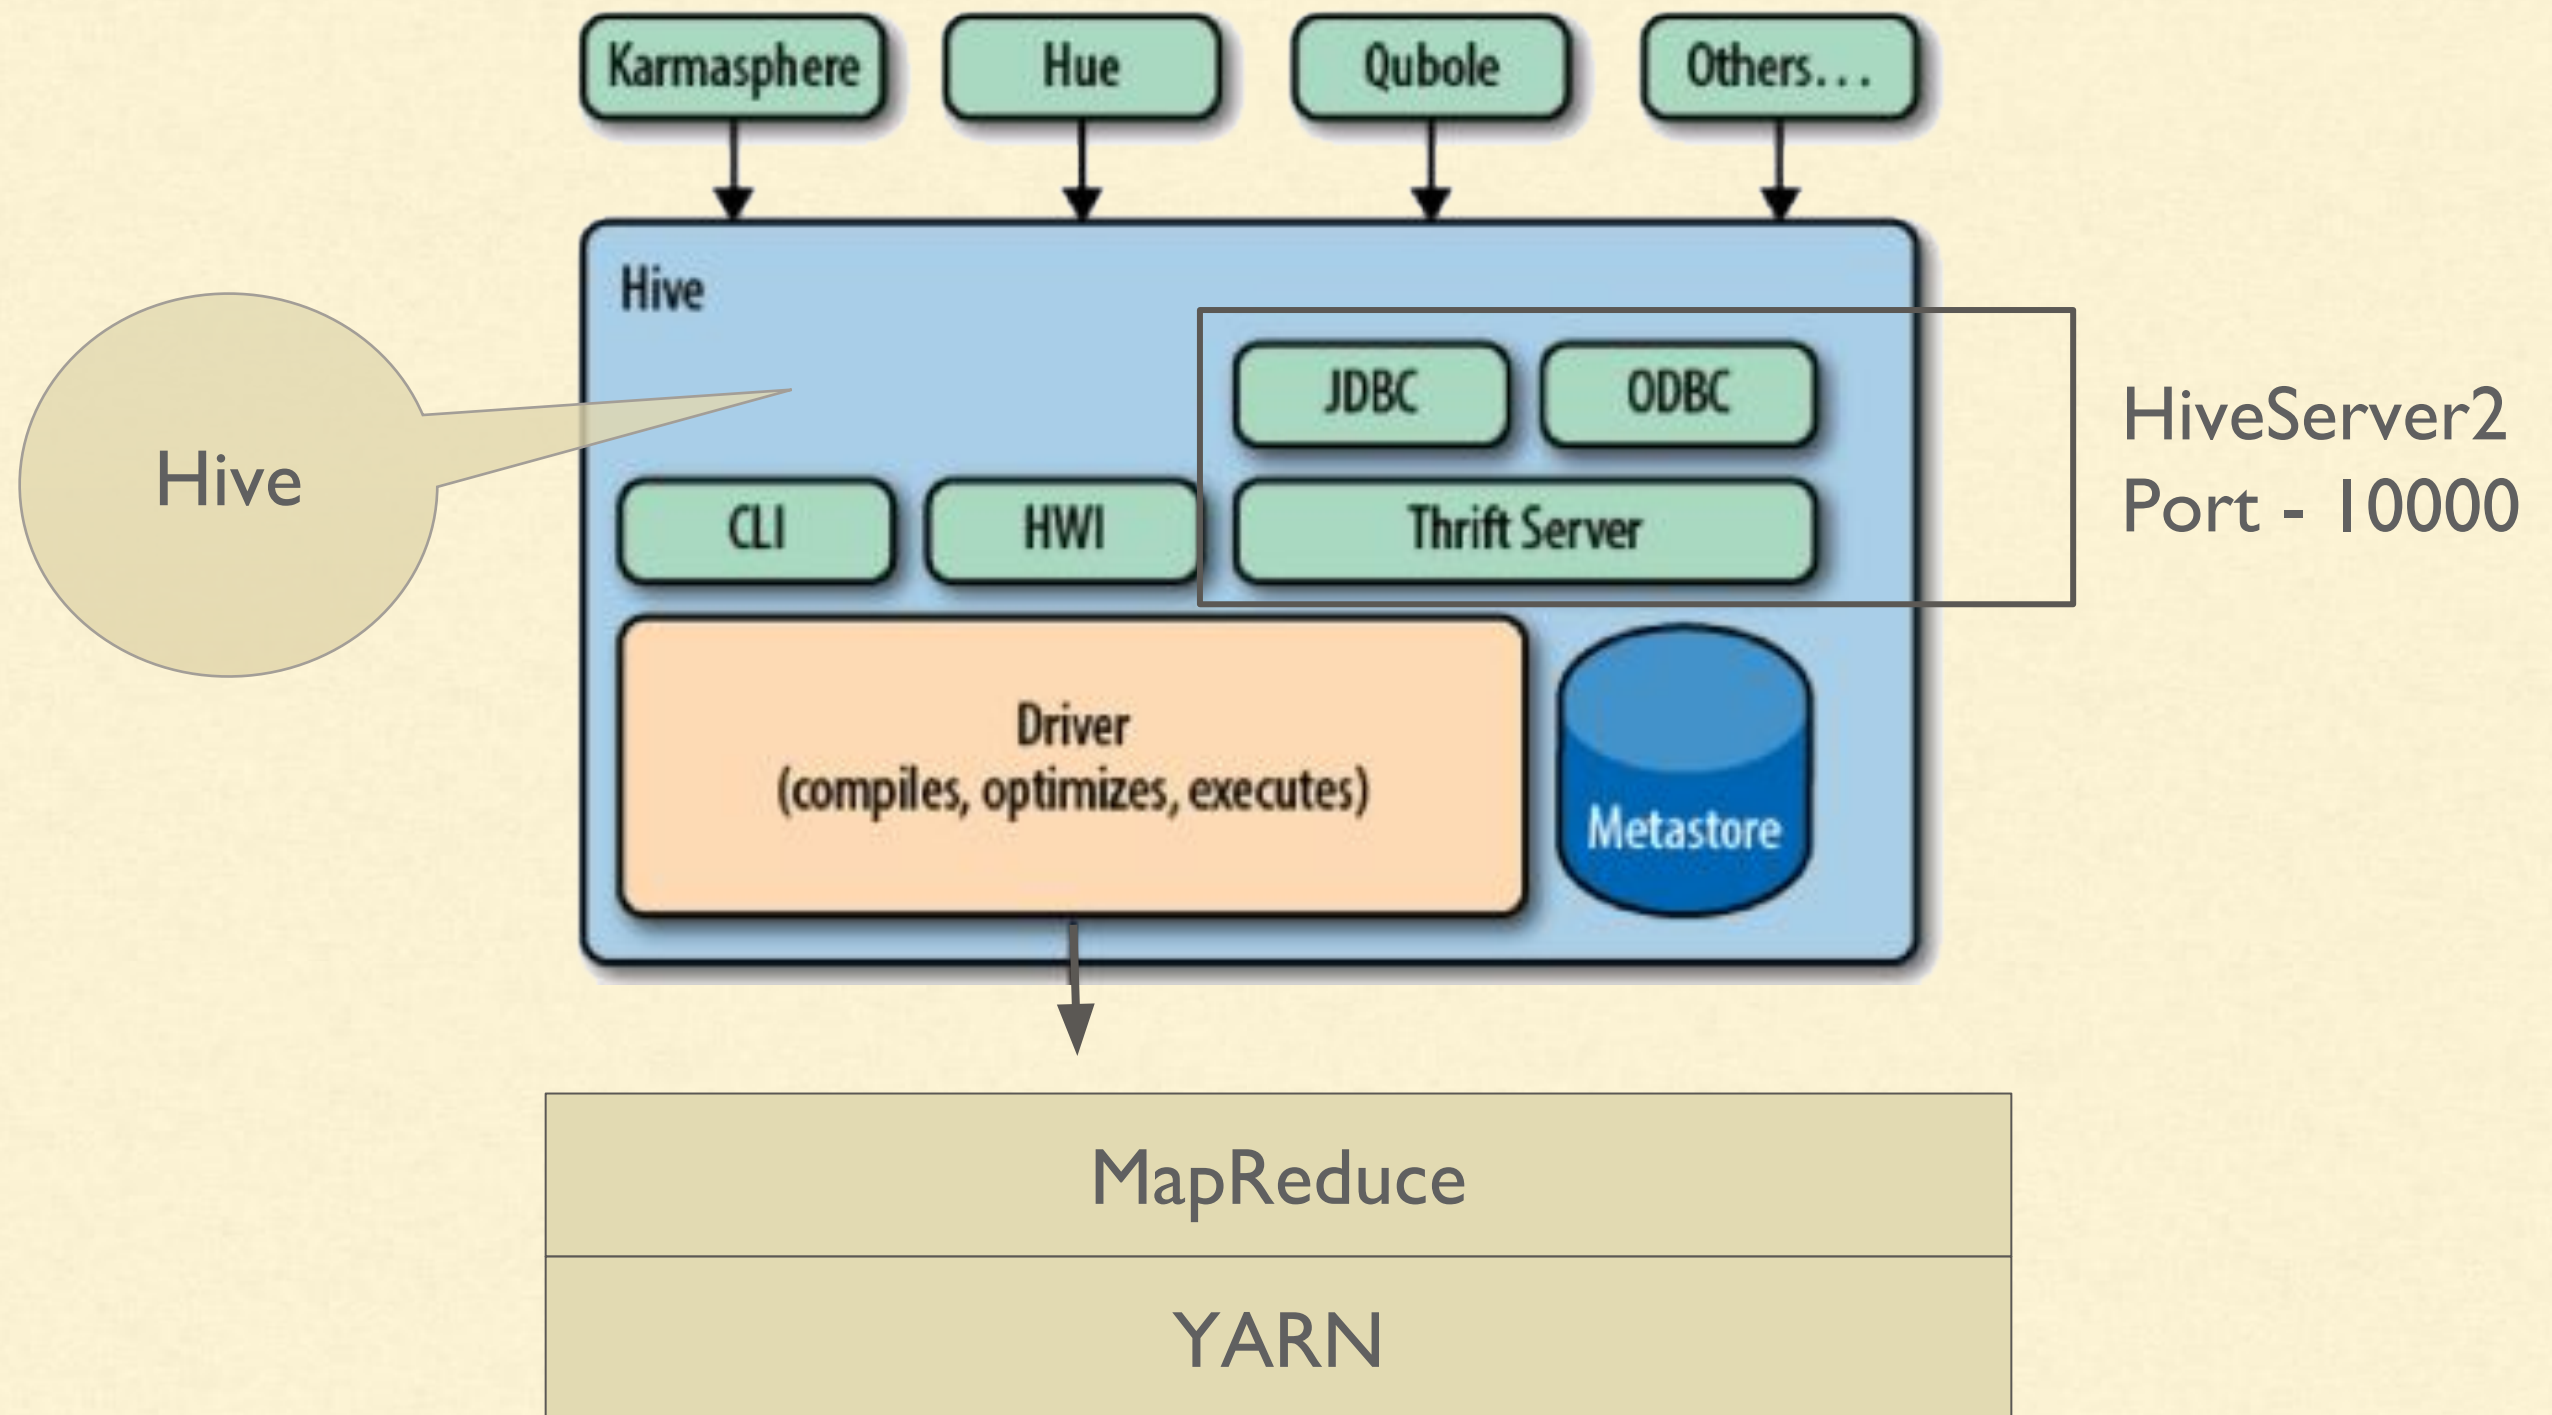 Karmasphere
Hue
Qubole
Others...
Hive
Hive
JDBC
ODBC
HiveServer2
Port - 10000
CLI
HWI
Thrift Server
Driver
(compiles, optimizes, executes)
Metastore
MapReduce
YARN